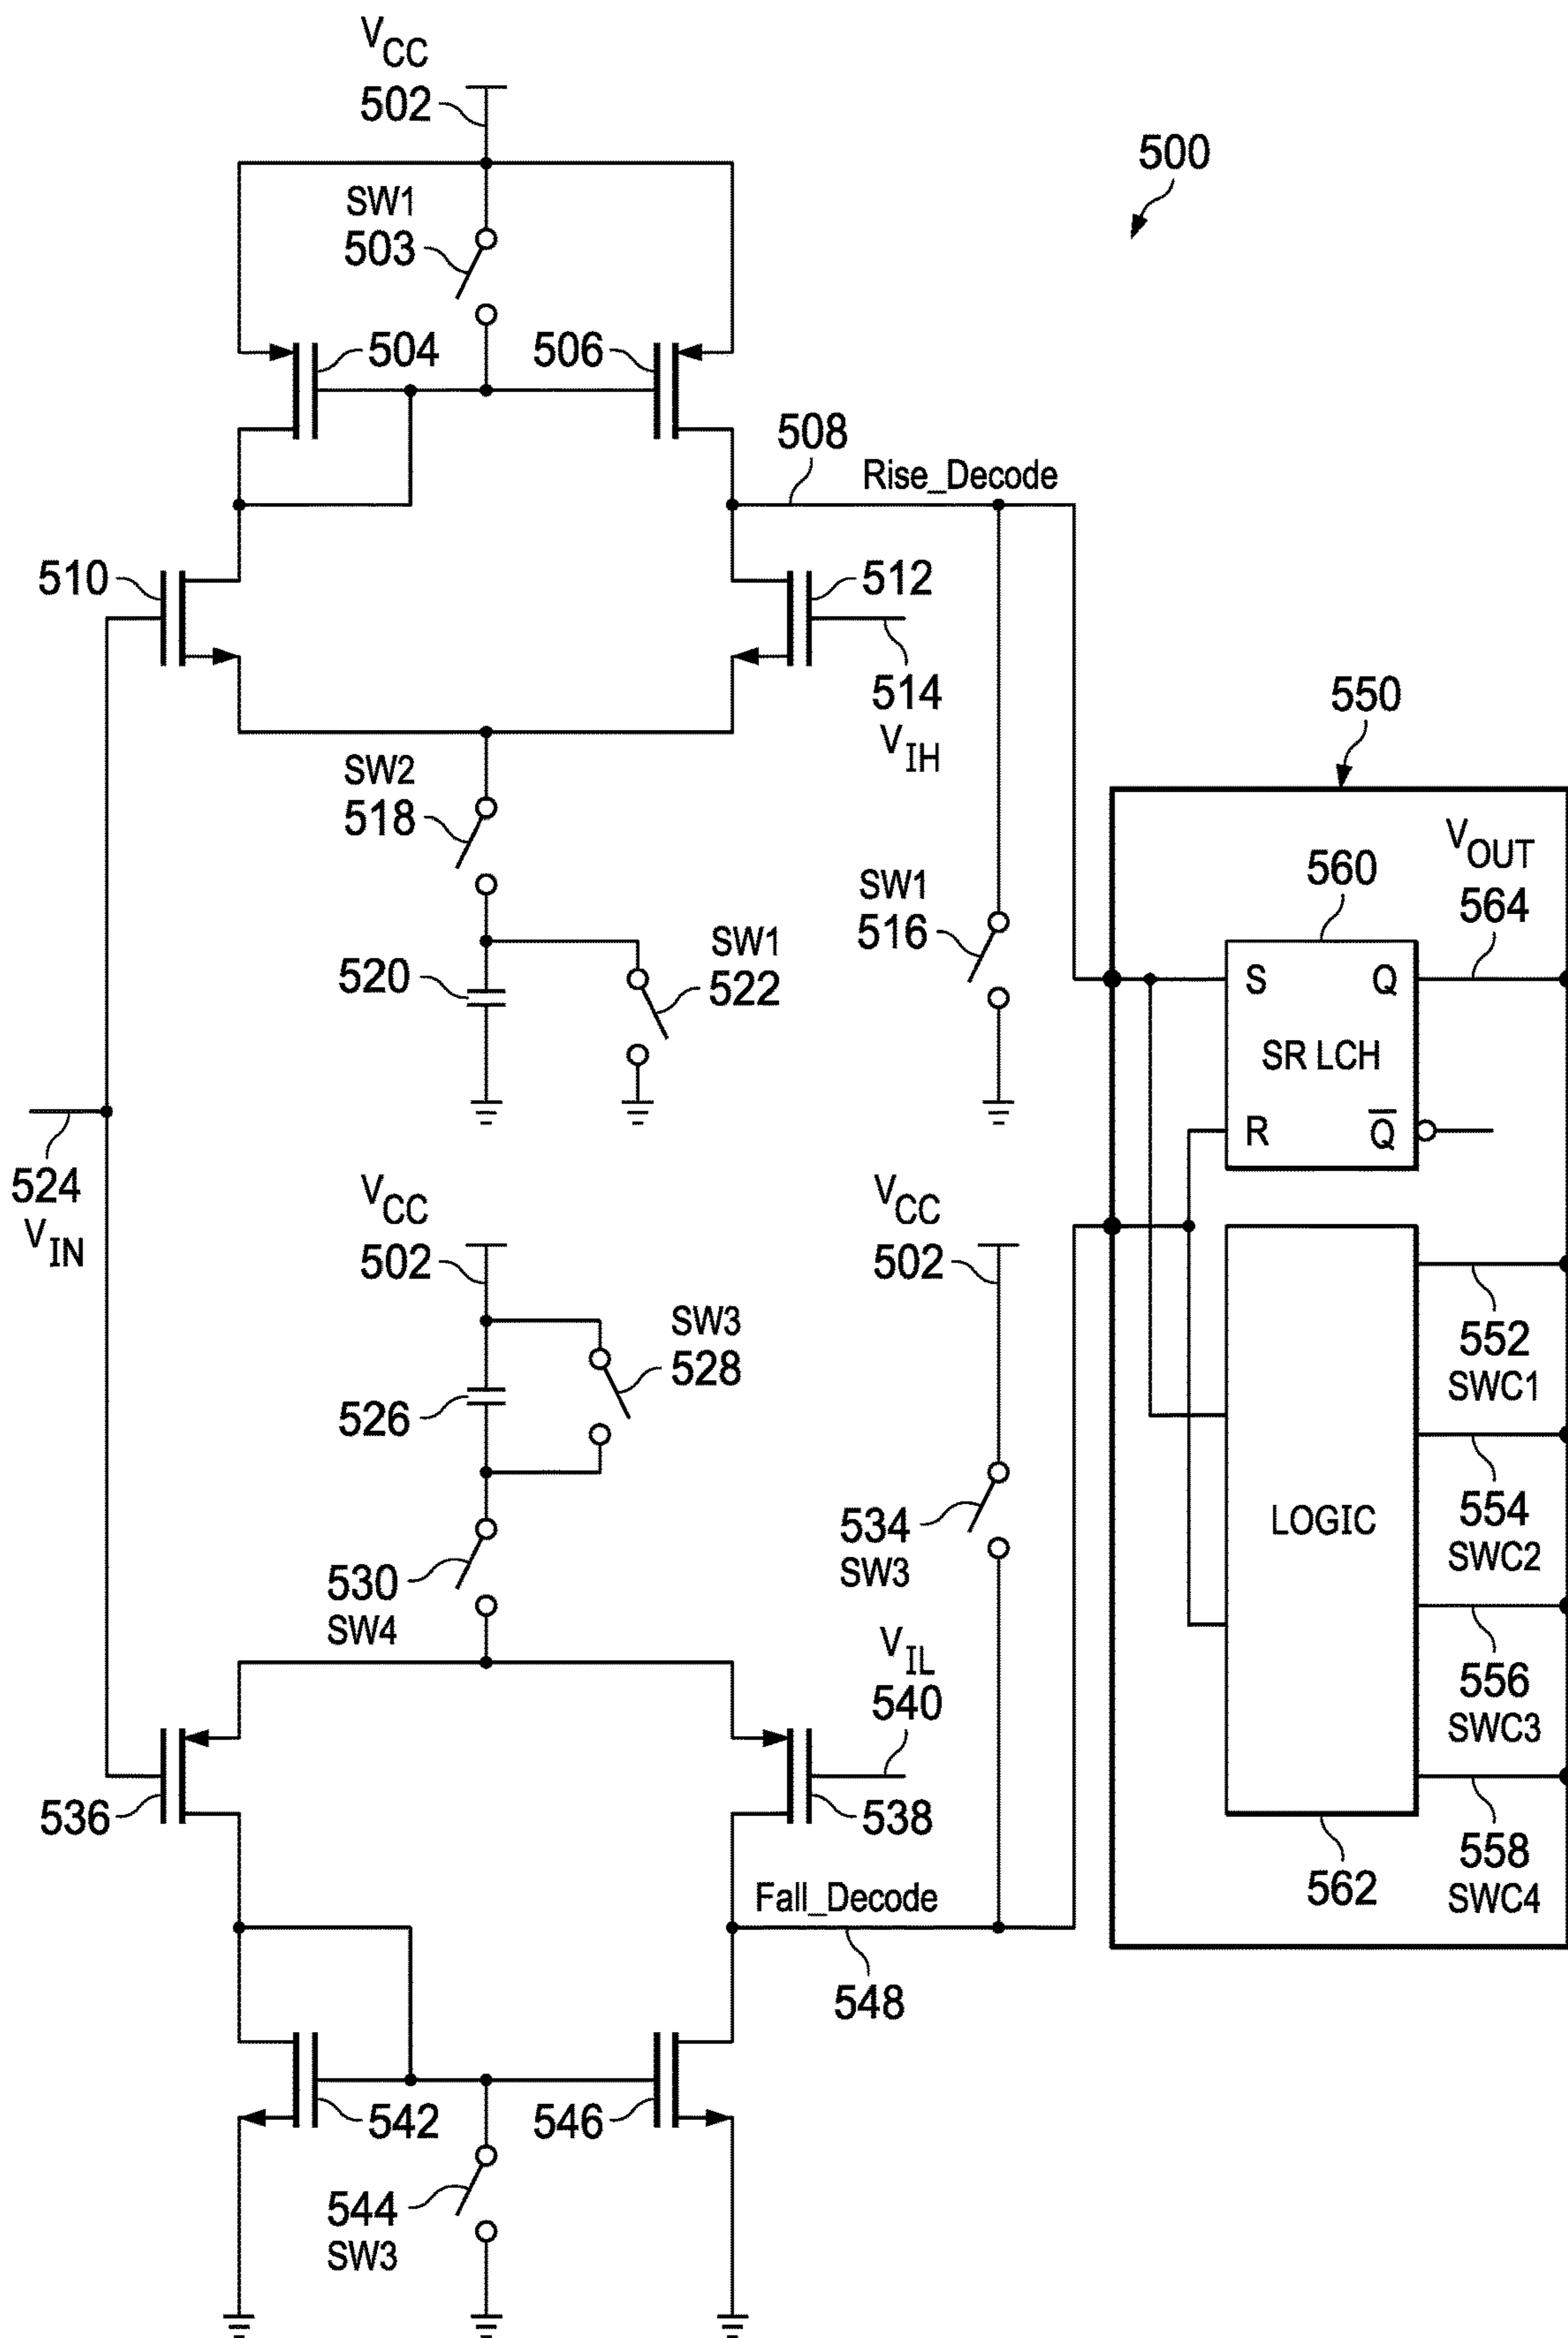 VCC
502
500
SW1
503
504
506
508
Rise_Decode
510
512
514
VIH
SW2
518
550
SW1
516
560
VOUT
564
520
SW1
522
S
Q
SR LCH
R
Q̅
524
VIN
VCC
502
VCC
502
SW3
528
526
552
SWC1
534
SW3
LOGIC
554
SWC2
530
SW4
VIL
540
556
SWC3
536
538
562
558
SWC4
Fall_Decode
548
542
546
544
SW3